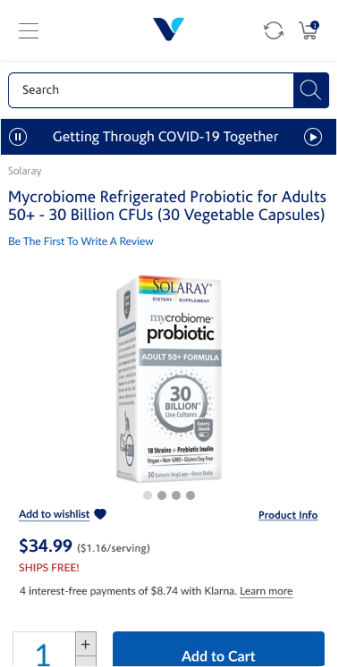 1
Search
Getting Through COVID-19 Together
Solaray
Mycrobiome Refrigerated Probiotic for Adults
50+ - 30 Billion CFUs (30 Vegetable Capsules)
Be The First To Write A Review
SOLARAY
DIETARY SUPPLEMENT
mycrobiome™
probiotic
ADULT 50+ FORMULA
30
BILLION™
Live Cultures
Enteric
18 Strains + Prebiotic Inulin
Vegan • Non-GMO • Gluten/Soy Free
30 Enteric VegCaps • Once Daily
Add to wishlist
Product Info
$34.99 ($1.16/serving)
SHIPS FREE!
4 interest-free payments of $8.74 with Klarna. Learn more
1
+
Add to Cart